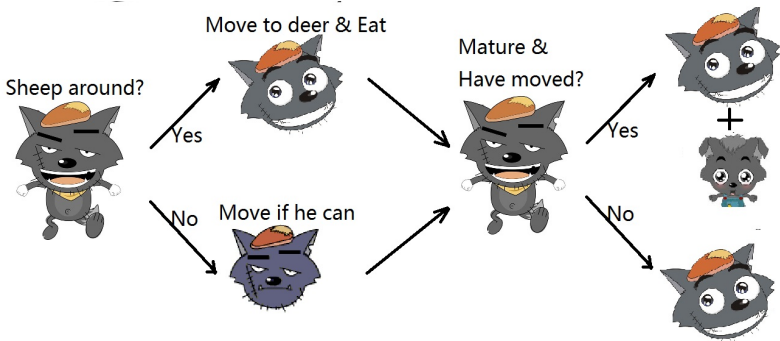 Move to deer & Eat
Mature &
Have moved?
Sheep around?
Yes
Yes
No
Move if he can
No